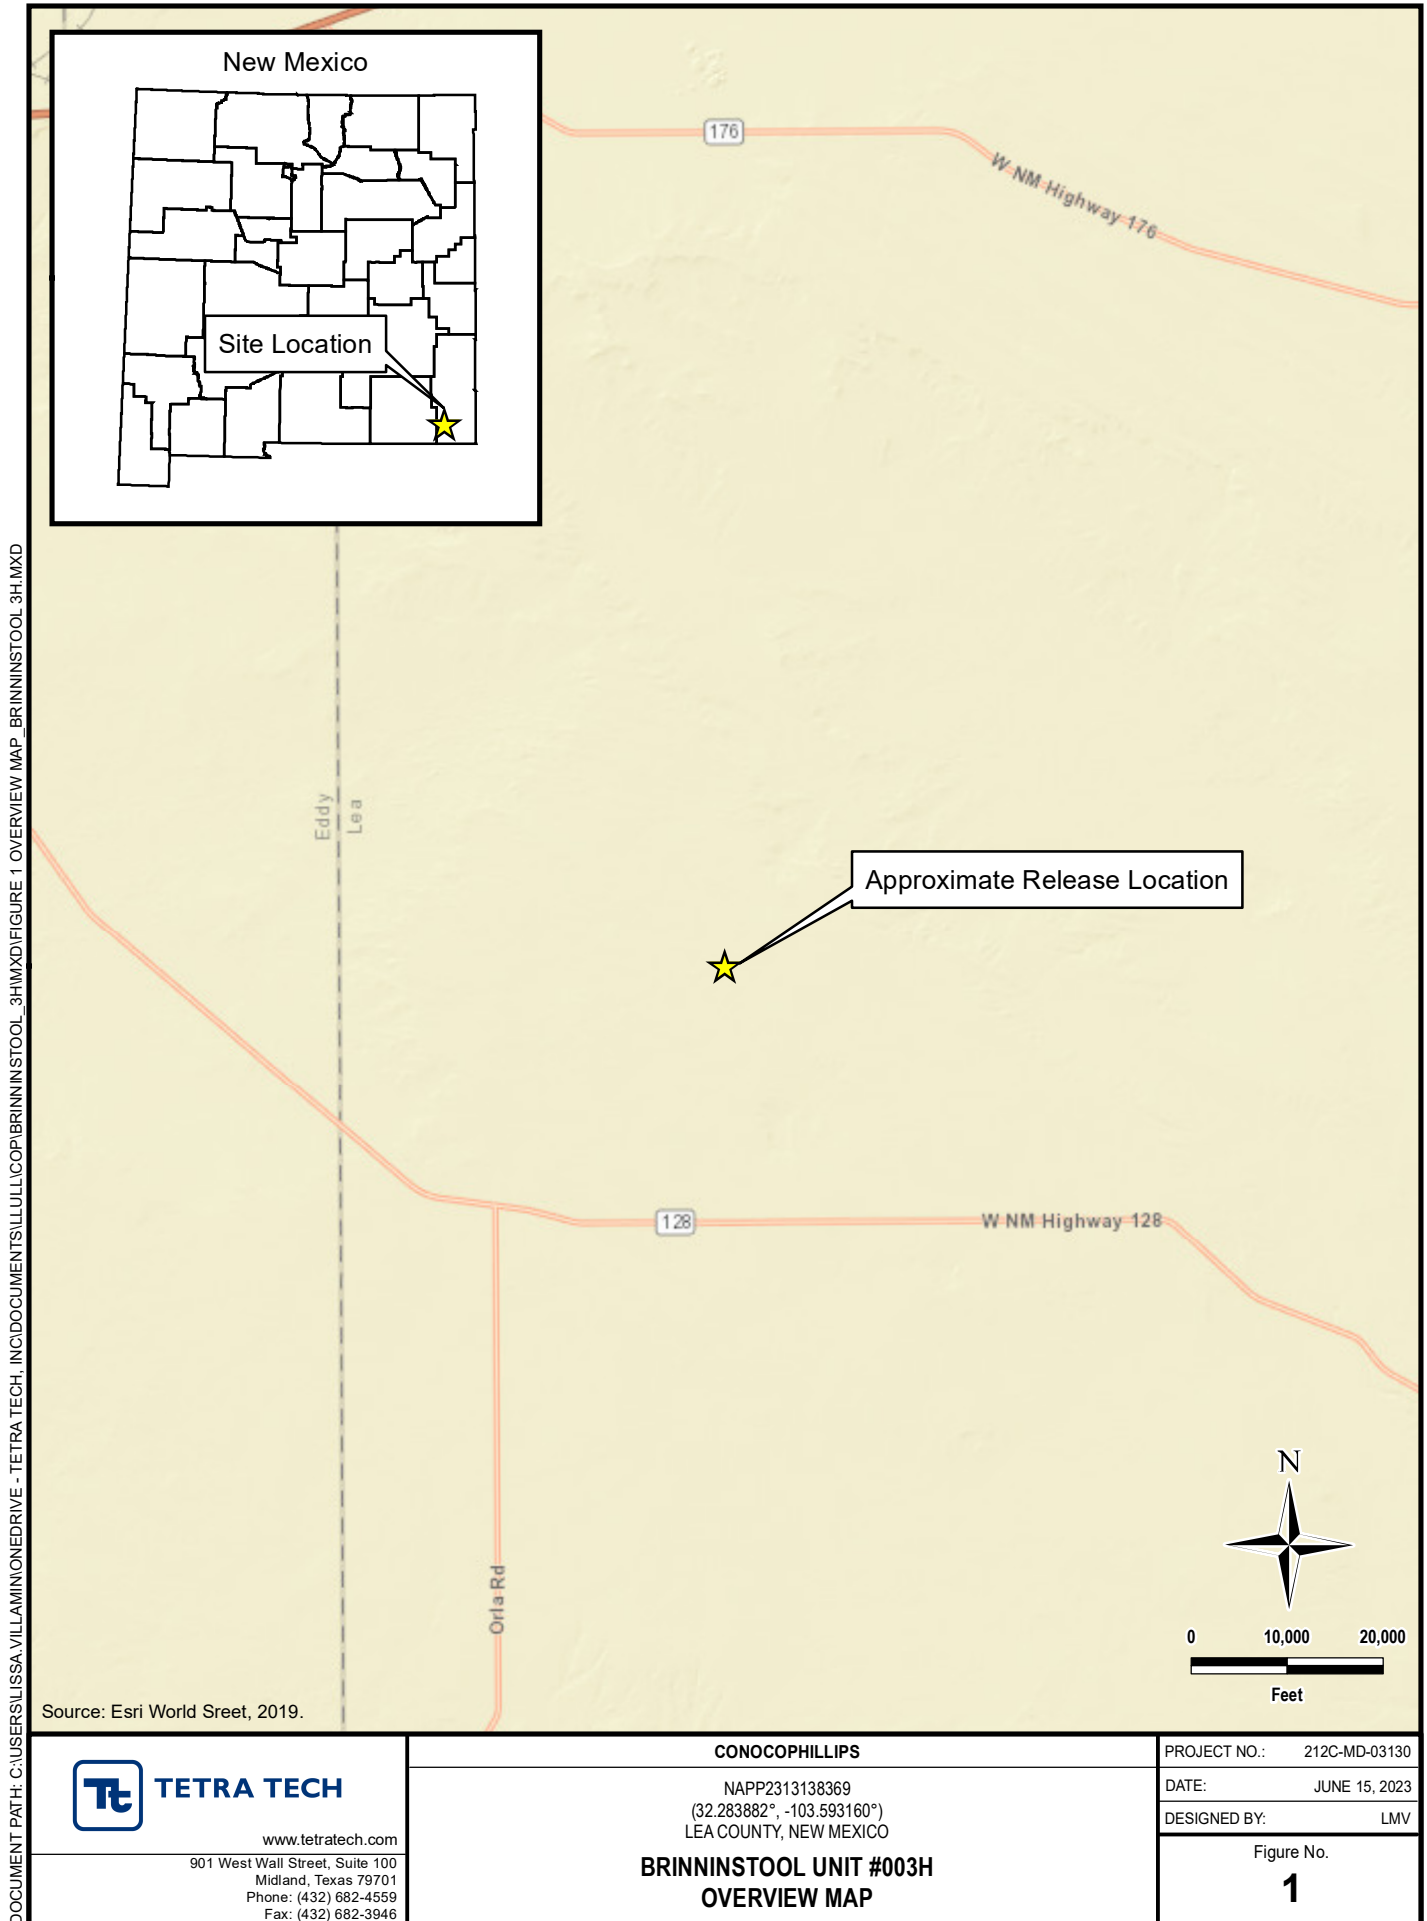 New Mexico
Site Location
176
W NM Highway 176
Eddy
Lea
Approximate Release Location
128
W NM Highway 128
Orla Rd
N
0 10,000 20,000
Feet
Source: Esri World Sreet, 2019.
DOCUMENT PATH: C:\USERS\LISSA.VILLAMIN\ONEDRIVE - TETRA TECH, INC\DOCUMENTS\LLULL\COP\BRINNINSTOOL_3H\MXD\FIGURE 1 OVERVIEW MAP_BRINNINSTOOL 3H.MXD
Tt TETRA TECH
www.tetratech.com
901 West Wall Street, Suite 100
Midland, Texas 79701
Phone: (432) 682-4559
Fax: (432) 682-3946
CONOCOPHILLIPS
NAPP2313138369
(32.283882°, -103.593160°)
LEA COUNTY, NEW MEXICO
BRINNINSTOOL UNIT #003H
OVERVIEW MAP
PROJECT NO.: 212C-MD-03130
DATE: JUNE 15, 2023
DESIGNED BY: LMV
Figure No.
1